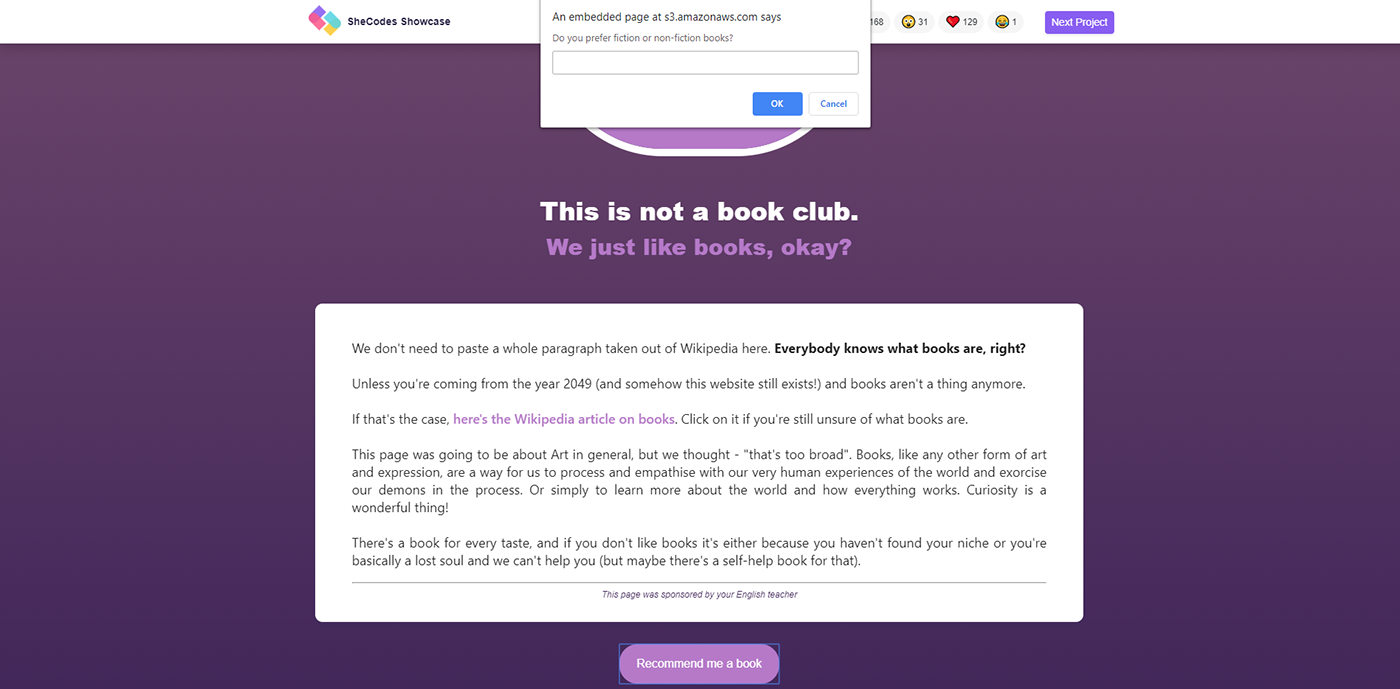 SheCodes Showcase
An embedded page at s3.amazonaws.com says
Do you prefer fiction or non-fiction books?
OK
Cancel
168
31
129
1
Next Project
This is not a book club.
We just like books, okay?
We don't need to paste a whole paragraph taken out of Wikipedia here. Everybody knows what books are, right?
Unless you're coming from the year 2049 (and somehow this website still exists!) and books aren't a thing anymore.
If that's the case, here's the Wikipedia article on books. Click on it if you're still unsure of what books are.
This page was going to be about Art in general, but we thought - "that's too broad". Books, like any other form of art
and expression, are a way for us to process and empathise with our very human experiences of the world and exorcise
our demons in the process. Or simply to learn more about the world and how everything works. Curiosity is a
wonderful thing!
There's a book for every taste, and if you don't like books it's either because you haven't found your niche or you're
basically a lost soul and we can't help you (but maybe there's a self-help book for that).
This page was sponsored by your English teacher
Recommend me a book